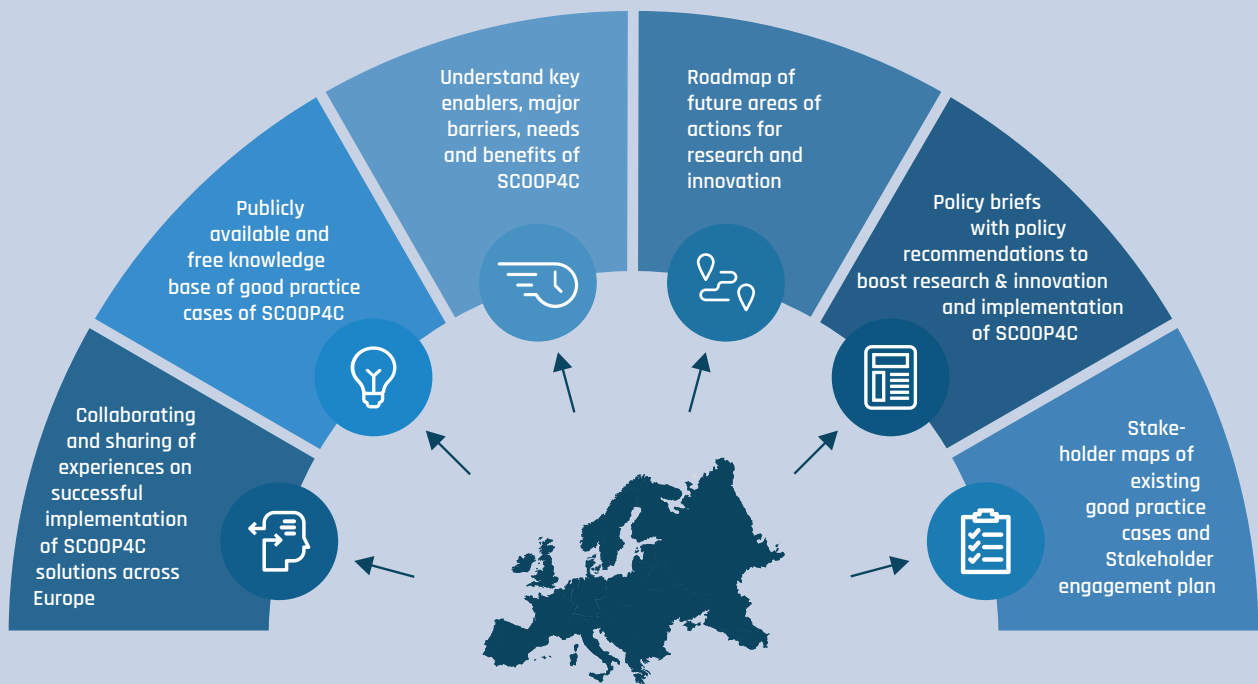 Collaborating
and sharing of
experiences on
successful
implementation
of SCOOP4C
solutions across
Europe
Publicly
available and
free knowledge
base of good practice
cases of SCOOP4C
Understand key
enablers, major
barriers, needs
and benefits of
SCOOP4C
Roadmap of
future areas of
actions for
research and
innovation
Policy briefs
with policy
recommendations to
boost research & innovation
and implementation
of SCOOP4C
Stake-
holder maps of
existing
good practice
cases and
Stakeholder
engagement plan